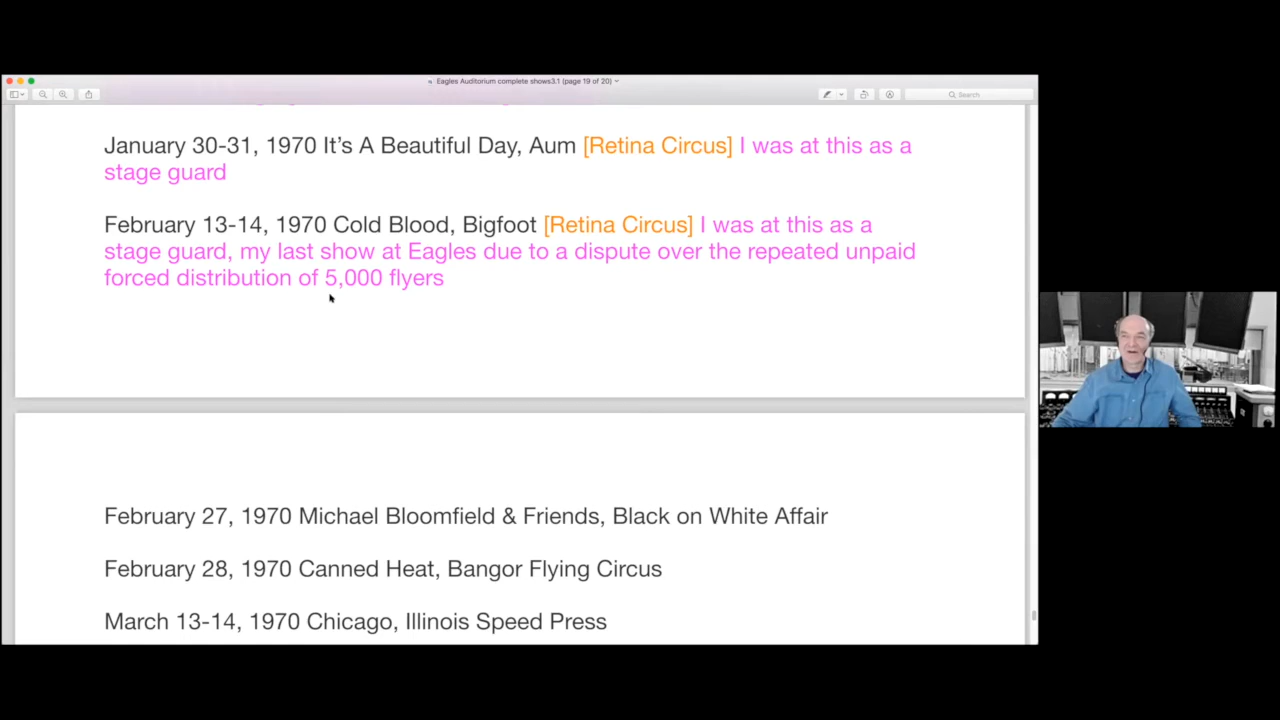 Eagles Auditorium complete shows3.1 (page 19 of 20)
Search
January 30-31, 1970 It’s A Beautiful Day, Aum [Retina Circus] I was at this as a
stage guard
February 13-14, 1970 Cold Blood, Bigfoot [Retina Circus] I was at this as a
stage guard, my last show at Eagles due to a dispute over the repeated unpaid
forced distribution of 5,000 flyers
February 27, 1970 Michael Bloomfield & Friends, Black on White Affair
February 28, 1970 Canned Heat, Bangor Flying Circus
March 13-14, 1970 Chicago, Illinois Speed Press